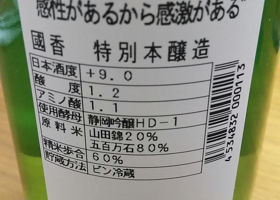 感性があるから感激がある"
國香 特別本醸造
日本酒度 +9.0
酸度 1.2
アミノ酸 1.1
使用酵母 静岡吟醸HD-1
原料米 山田錦20%
五百万石80%
精米歩合 60%
貯蔵方法 ビン冷蔵
4 534832 000113